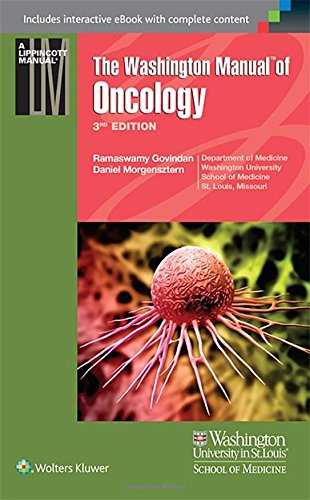 Includes interactive eBook with complete content
A LIPPINCOTT MANUAL®
LM
The Washington Manual™ of
Oncology
3RD EDITION
Ramaswamy Govindan
Daniel Morgensztern
Department of Medicine
Washington University
School of Medicine
St. Louis, Missouri
Washington
University in St. Louis®
SCHOOL OF MEDICINE
Wolters Kluwer